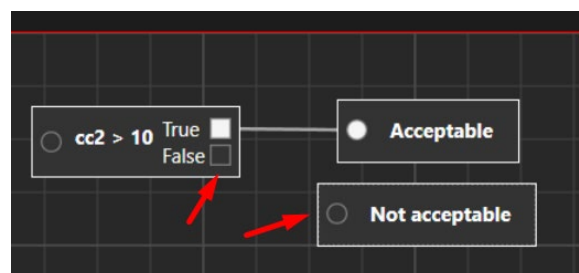 cc2 > 10
True
False
Acceptable
Not acceptable